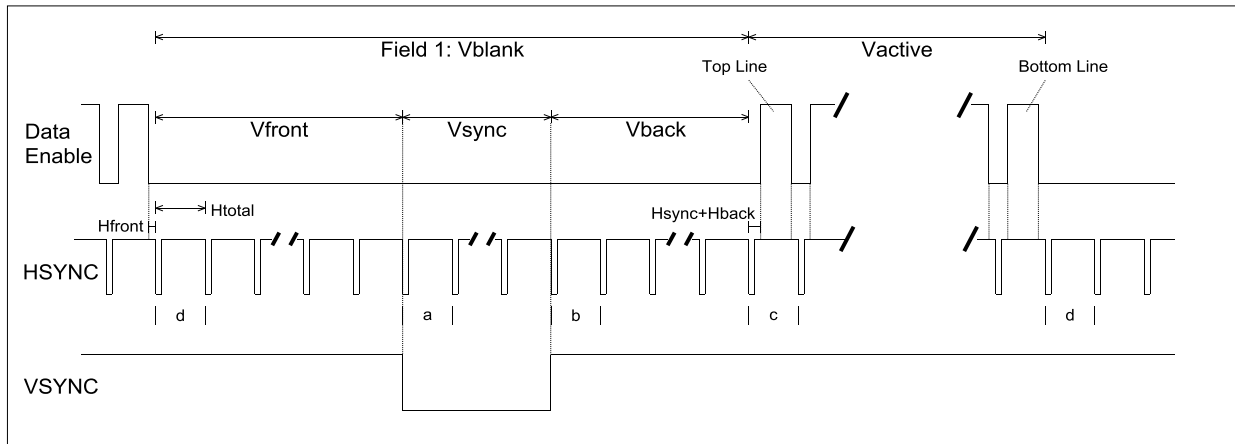 Field 1: Vblank
Vactive
Top Line
Bottom Line
Data
Enable
Vfront
Vsync
Vback
Hfront
Htotal
Hsync+Hback
HSYNC
d
a
b
c
d
VSYNC